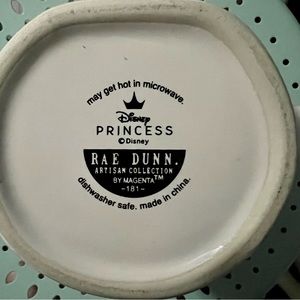 may get hot in microwave.
Disney
PRINCESS
© Disney
RAE DUNN.
ARTISAN COLLECTION
BY MAGENTA™
-181-
dishwasher safe. made in china.